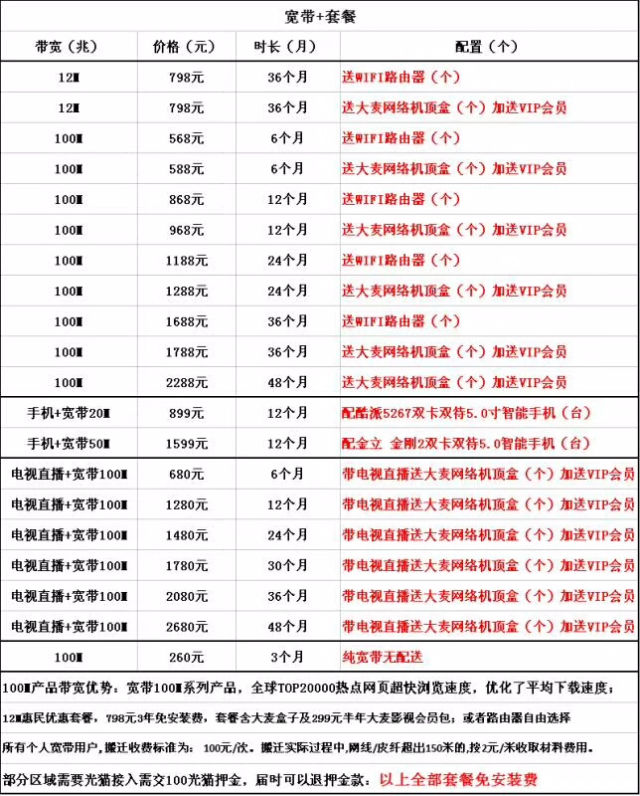 宽带+套餐
带宽（兆） 价格（元） 时长（月） 配置（个）
12M 798元 36个月 送WIFI路由器（个）
12M 798元 36个月 送大麦网络机顶盒（个）加送VIP会员
100M 568元 6个月 送WIFI路由器（个）
100M 588元 6个月 送大麦网络机顶盒（个）加送VIP会员
100M 868元 12个月 送WIFI路由器（个）
100M 968元 12个月 送大麦网络机顶盒（个）加送VIP会员
100M 1188元 24个月 送WIFI路由器（个）
100M 1288元 24个月 送大麦网络机顶盒（个）加送VIP会员
100M 1688元 36个月 送WIFI路由器（个）
100M 1788元 36个月 送大麦网络机顶盒（个）加送VIP会员
100M 2288元 48个月 送大麦网络机顶盒（个）加送VIP会员
手机+宽带20M 899元 12个月 配酷派5267双卡双待5.0寸智能手机（台）
手机+宽带50M 1599元 12个月 配金立 金刚2双卡双待5.0智能手机（台）
电视直播+宽带100M 680元 6个月 带电视直播送大麦网络机顶盒（个）加送VIP会员
电视直播+宽带100M 1280元 12个月 带电视直播送大麦网络机顶盒（个）加送VIP会员
电视直播+宽带100M 1480元 24个月 带电视直播送大麦网络机顶盒（个）加送VIP会员
电视直播+宽带100M 1780元 30个月 带电视直播送大麦网络机顶盒（个）加送VIP会员
电视直播+宽带100M 2080元 36个月 带电视直播送大麦网络机顶盒（个）加送VIP会员
电视直播+宽带100M 2680元 48个月 带电视直播送大麦网络机顶盒（个）加送VIP会员
100M 260元 3个月 纯宽带无配送
100M产品带宽优势：宽带100M系列产品，全球TOP20000热点网页超快浏览速度，优化了平均下载速度；
12M惠民优惠套餐，798元3年免安装费，套餐含大麦盒子及299元半年大麦影视会员包；或者路由器自由选择
所有个人宽带用户，搬迁收费标准为：100元/次。搬迁实际过程中，网线/皮纤超出150米的，按2元/米收取材料费用。
部分区域需要光猫接入需交100光猫押金，届时可以退押金款：以上全部套餐免安装费